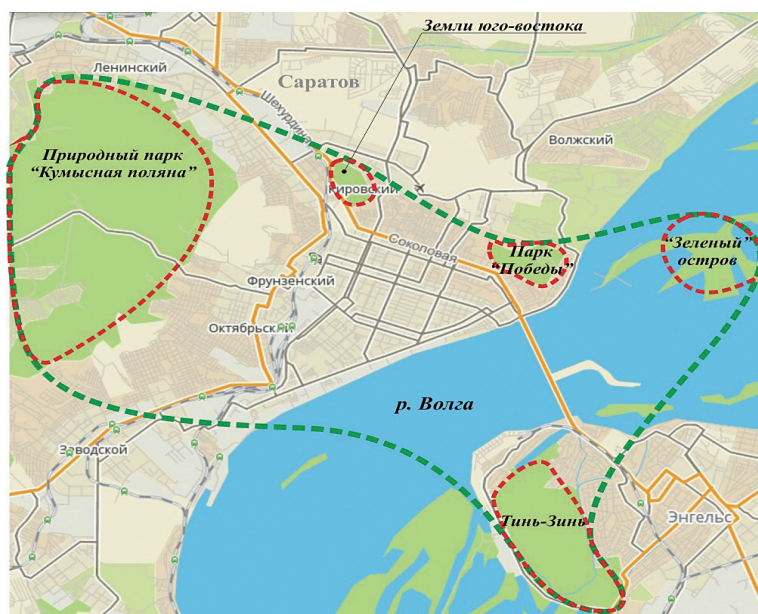 Земли юго-востока
Ленинский
Саратов
Шехурдина
Волжский
Природный парк
“Кумысная поляна”
Кировский
Соколовая
Парк
“Победы”
“Зеленый”
остров
Фрунзенский
Октябрьский
р. Волга
Заводской
Тинь-Зинь
Энгельс